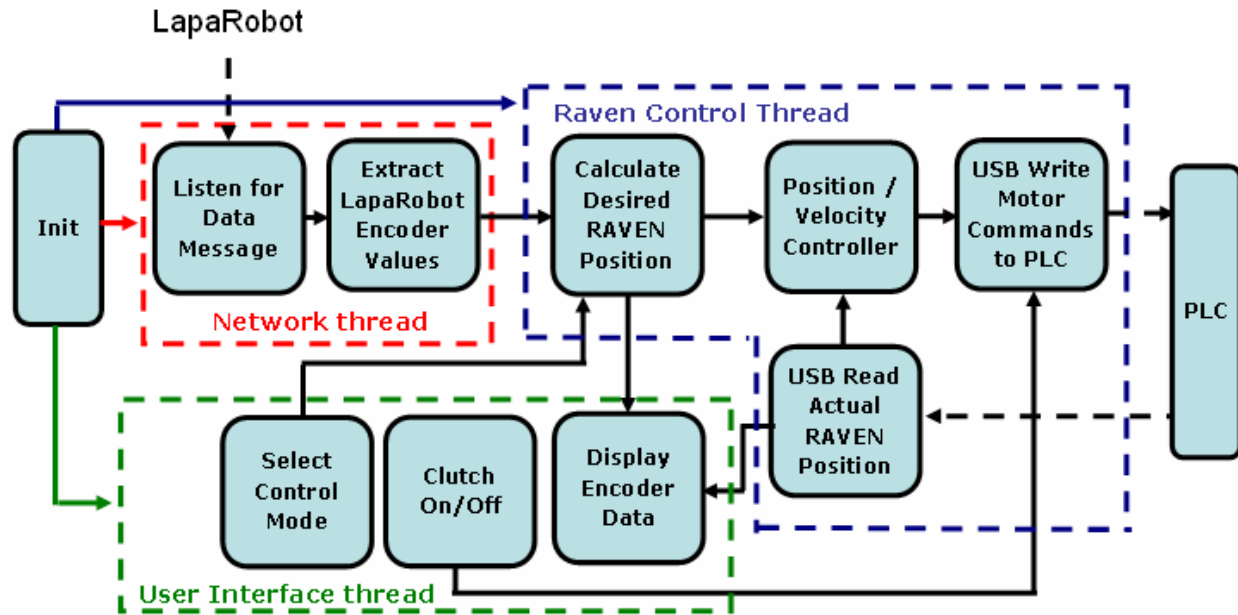 LapaRobot
Raven Control Thread
Init
Listen for
Data
Message
Extract
LapaRobot
Encoder
Values
Calculate
Desired
RAVEN
Position
Position /
Velocity
Controller
USB Write
Motor
Commands
to PLC
PLC
Network thread
USB Read
Actual
RAVEN
Position
Select
Control
Mode
Clutch
On/Off
Display
Encoder
Data
User Interface thread